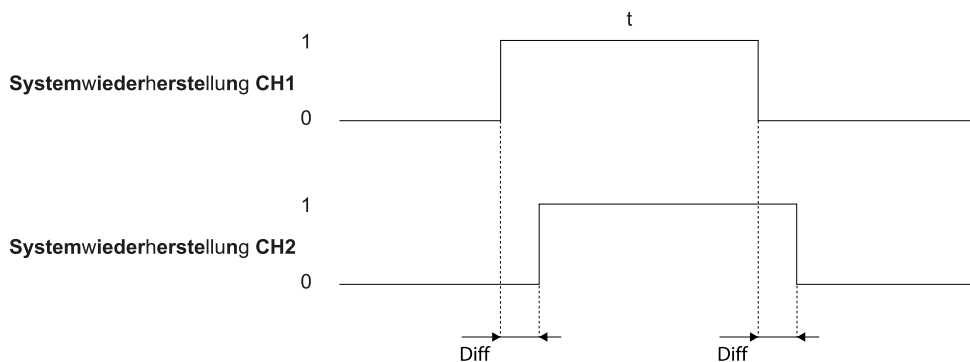 t
1
Systemwiederherstellung CH1
0
1
Systemwiederherstellung CH2
0
Diff
Diff